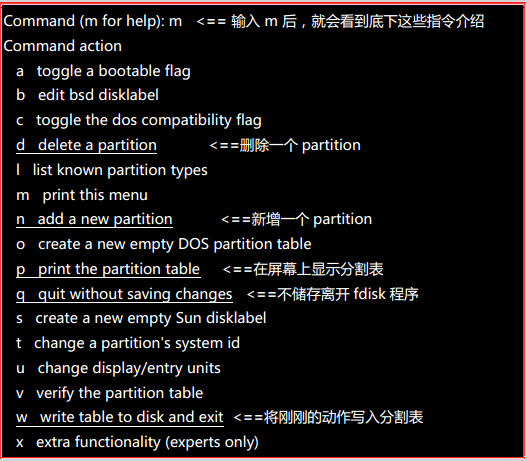 Command (m for help): m   <== 输入 m 后，就会看到底下这些指令介绍
Command action
a   toggle a bootable flag
b   edit bsd disklabel
c   toggle the dos compatibility flag
d   delete a partition   <==删除一个 partition
l   list known partition types
m   print this menu
n   add a new partition   <==新增一个 partition
o   create a new empty DOS partition table
p   print the partition table   <==在屏幕上显示分割表
q   quit without saving changes   <==不储存离开 fdisk 程序
s   create a new empty Sun disklabel
t   change a partition's system id
u   change display/entry units
v   verify the partition table
w   write table to disk and exit   <==将刚刚的动作写入分割表
x   extra functionality (experts only)